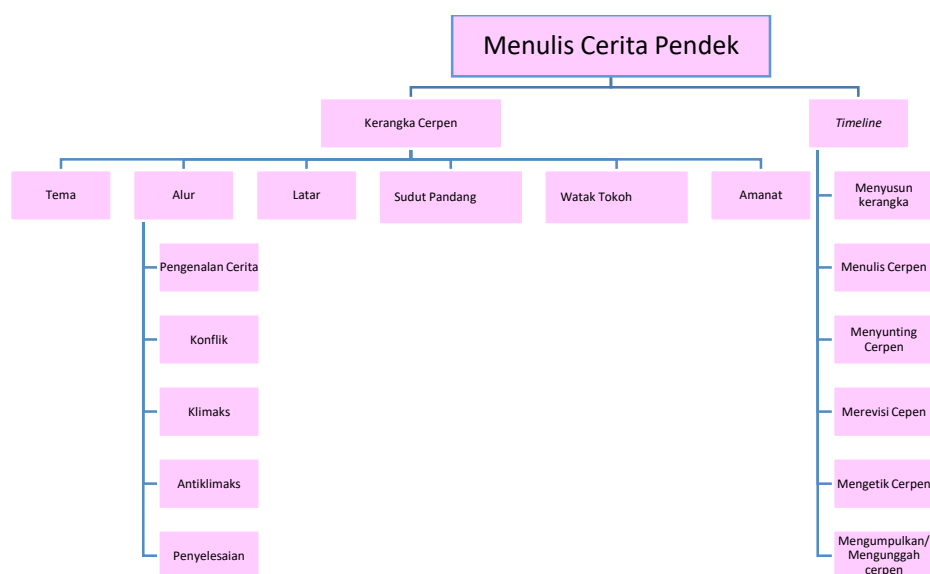 Menulis Cerita Pendek
Kerangka Cerpen
Timeline
Tema
Alur
Latar
Sudut Pandang
Watak Tokoh
Amanat
Pengenalan Cerita
Konflik
Klimaks
Antiklimaks
Penyelesaian
Menyusun
kerangka
Menulis Cerpen
Menyunting
Cerpen
Merevisi Cepen
Mengetik Cerpen
Mengumpulkan/
Mengunggah
cerpen